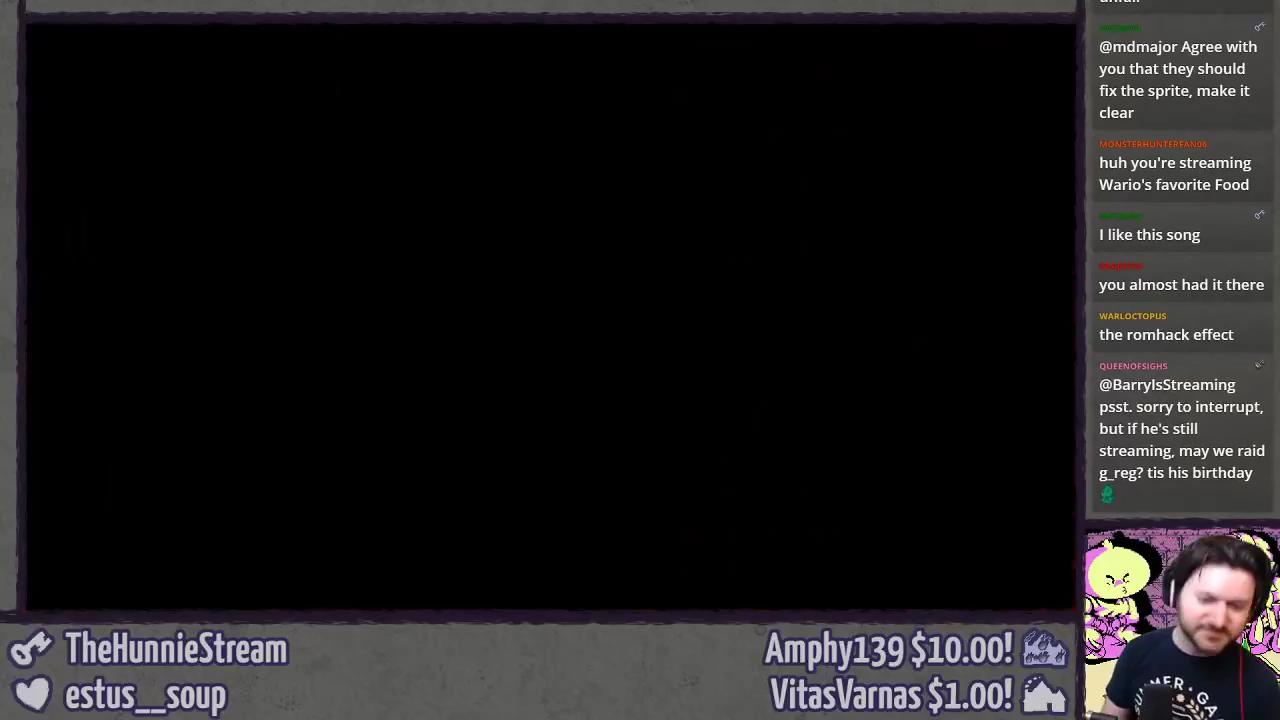 @mdmajor Agree with
you that they should
fix the sprite, make it
clear
MONSTERHUNTERFAN06
huh you're streaming
Wario's favorite Food
I like this song
you almost had it there
WARLOCTOPUS
the romhack effect
QUEENOFSIGHS
@BarryIsStreaming
psst. sorry to interrupt,
but if he's still
streaming, may we raid
g_reg? tis his birthday
TheHunnieStream
estus__soup
Amphy139 $10.00!
VitasVarnas $1.00!